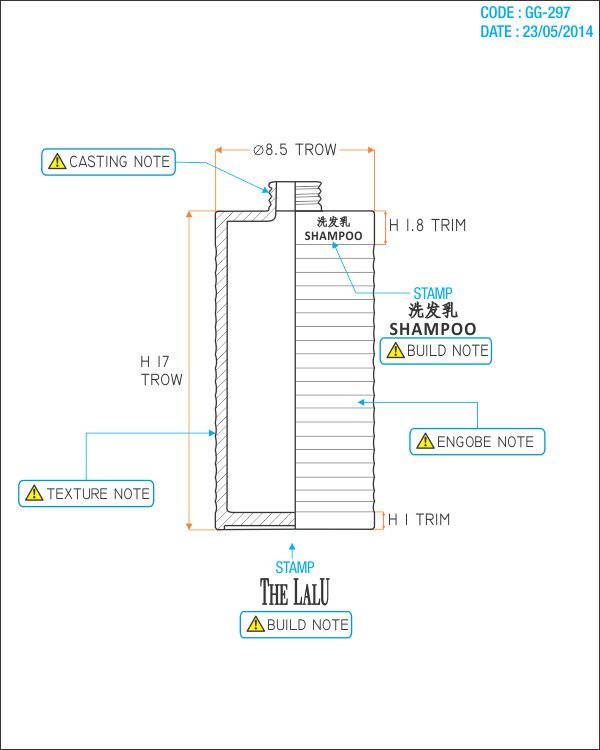 CODE : GG-297
DATE : 23/05/2014
CASTING NOTE
Ø8.5 TROW
洗发乳
SHAMPOO
H 1.8 TRIM
STAMP
洗发乳
SHAMPOO
BUILD NOTE
H 17
TROW
ENGOBE NOTE
TEXTURE NOTE
H 1 TRIM
STAMP
THE LALU
BUILD NOTE